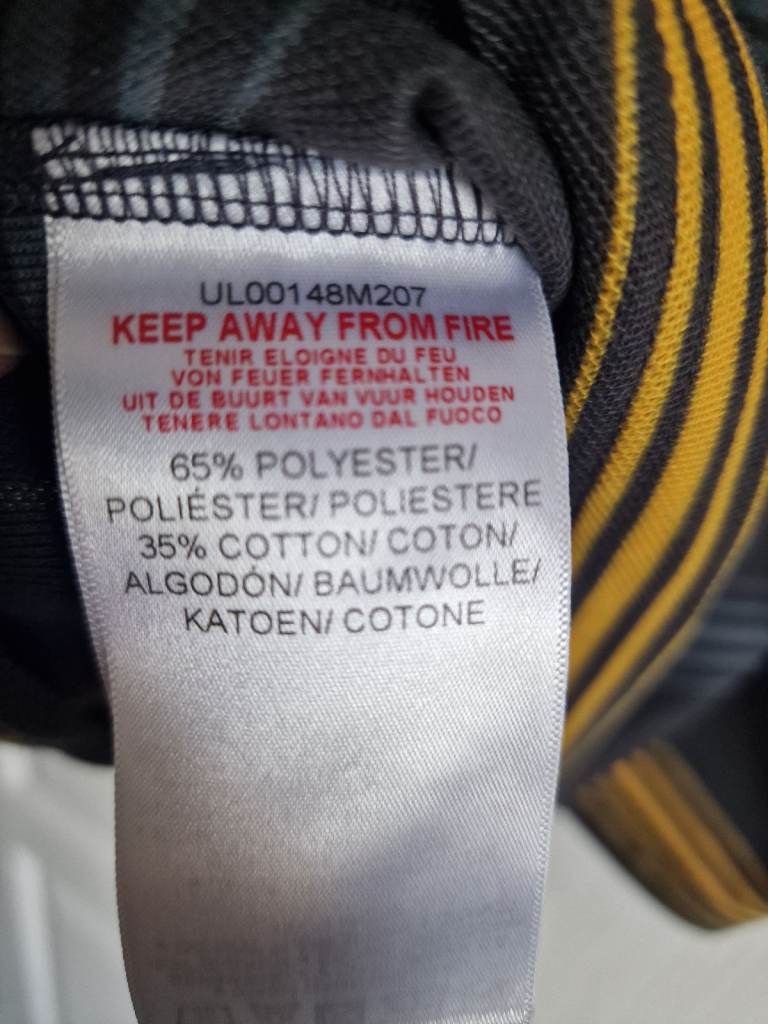 UL00148M207
KEEP AWAY FROM FIRE
TENIR ELOIGNE DU FEU
VON FEUER FERNHALTEN
UIT DE BUURT VAN VUUR HOUDEN
TENERE LONTANO DAL FUOCO
65% POLYESTER/
POLIÉSTER/ POLIESTERE
35% COTTON/ COTON/
ALGODÓN/ BAUMWOLLE/
KATOEN/ COTONE